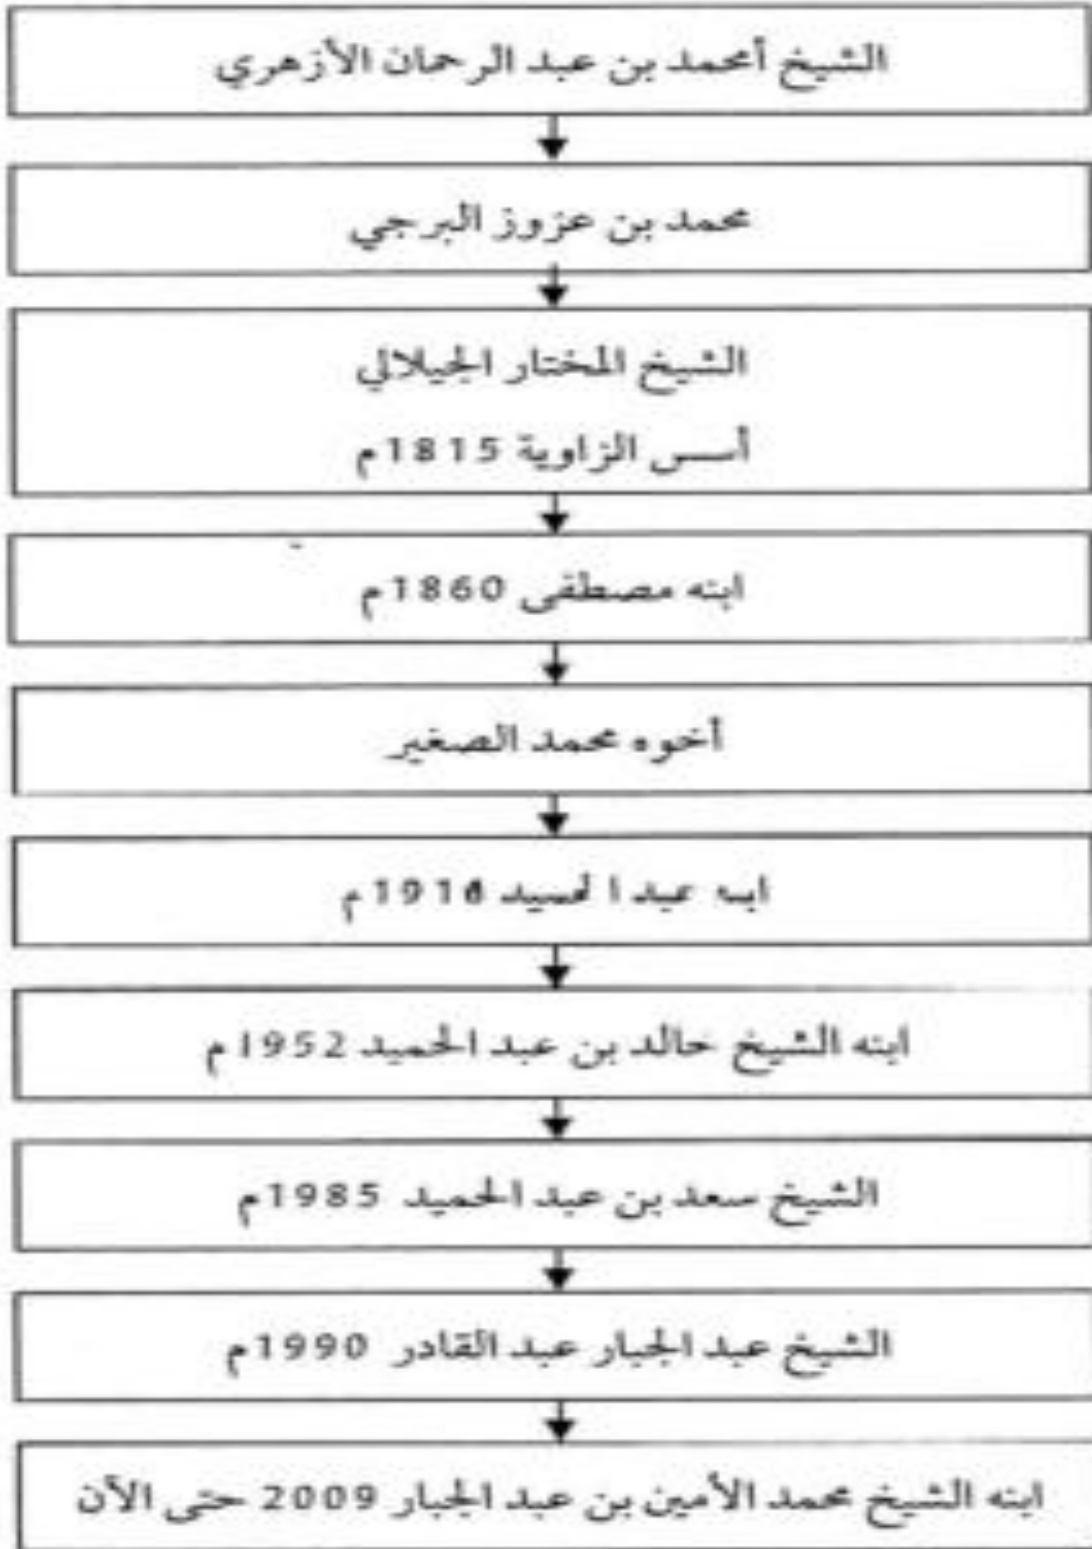 الشيخ أمحمد بن عبد الرحمان الأزهري
محمد بن عزوز البرجي
الشيخ المختار الجيلالي
أسس الزاوية 1815م
ابنه مصطفى 1860م
أخوه محمد الصغير
ابنه عبد الحميد 1916م
ابنه الشيخ خالد بن عبد الحميد 1952م
الشيخ سعد بن عبد الحميد 1985م
الشيخ عبد الجبار عبد القادر 1990م
ابنه الشيخ محمد الأمين بن عبد الجبار 2009 حتى الآن